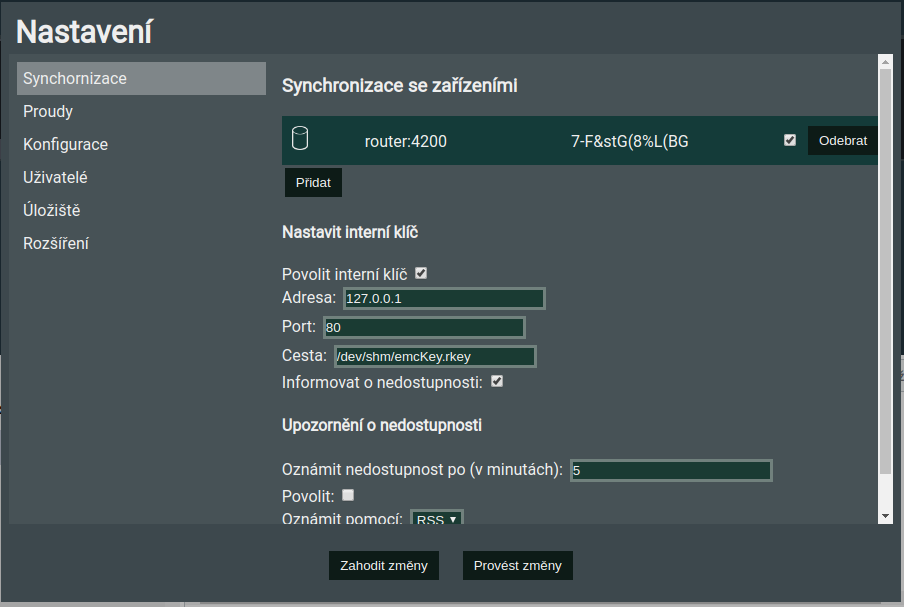 Nastavení
Synchornizace
Proudy
Konfigurace
Uživatelé
Úložiště
Rozšíření
Synchronizace se zařízeními
router:4200 7-F&stG(8%L(BG Odebrat
Přidat
Nastavit interní klíč
Povolit interní klíč
Adresa: 127.0.0.1
Port: 80
Cesta: /dev/shm/emcKey.rkey
Informovat o nedostupnosti:
Upozornění o nedostupnosti
Oznámit nedostupnost po (v minutách): 5
Povolit:
Oznámit pomocí: RSS
Zahodit změny Provést změny